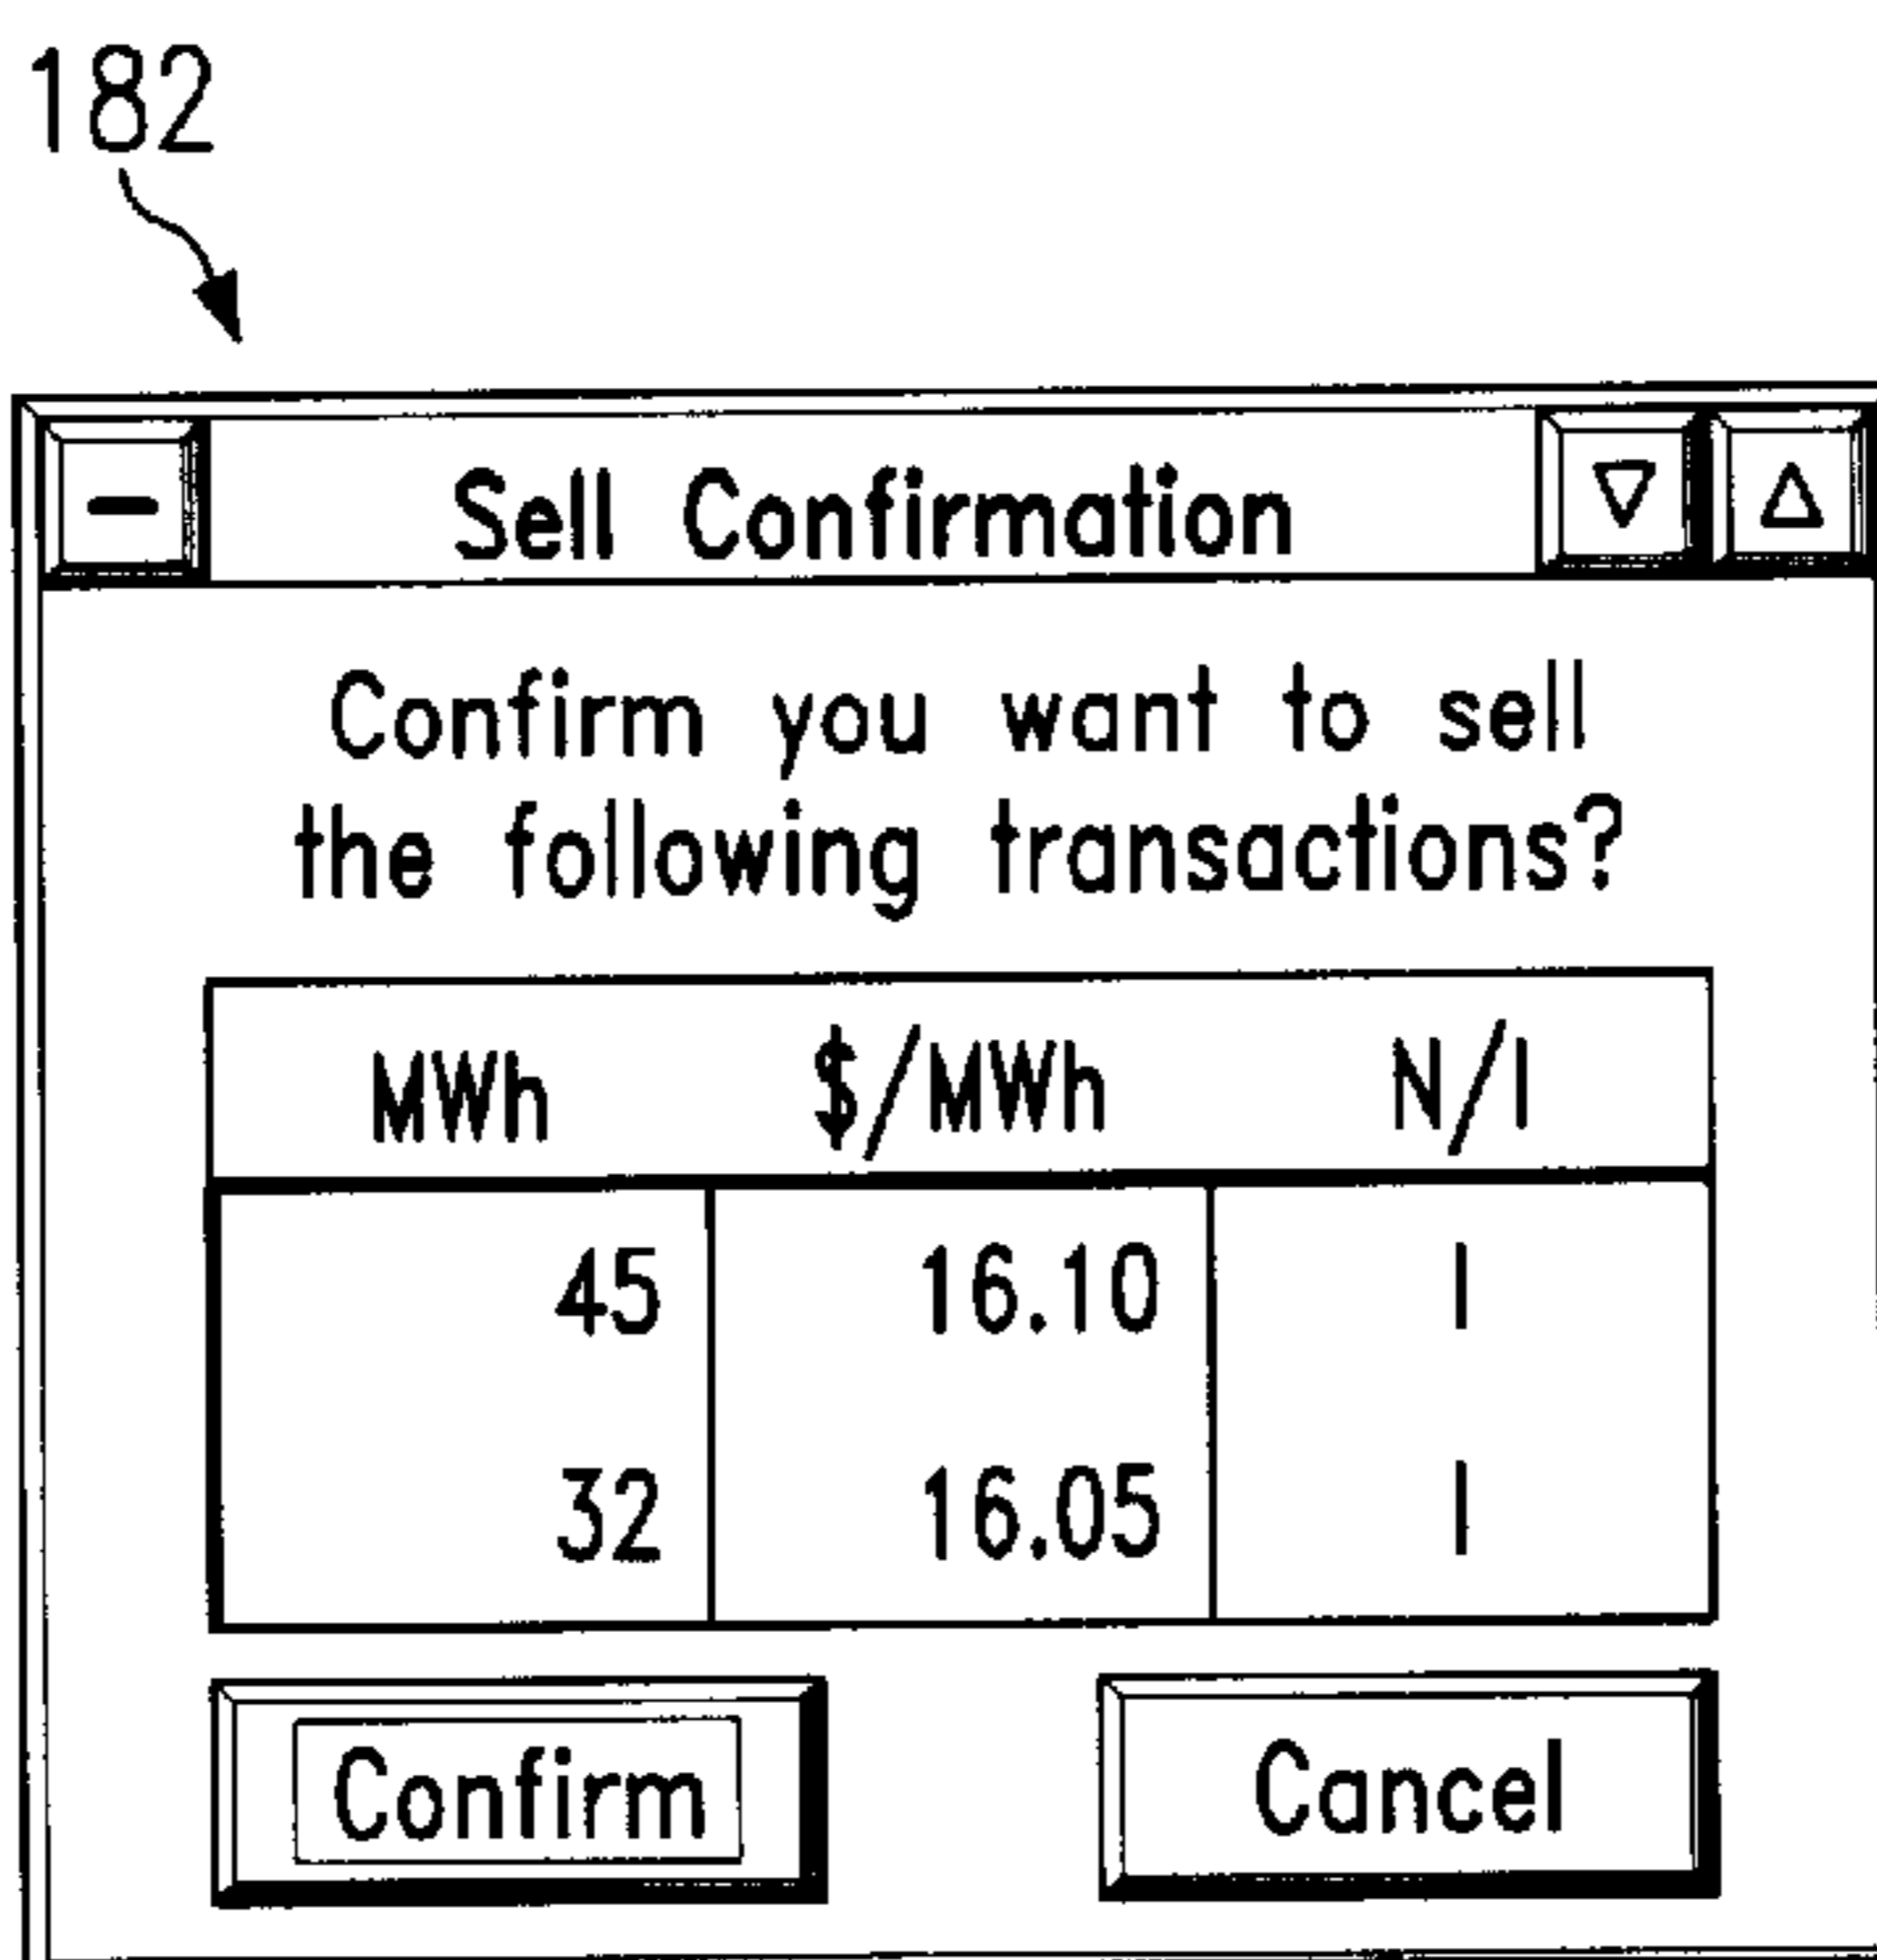 182
Sell Confirmation
Confirm you want to sell
the following transactions?
MWh $/MWh N/I
45 16.10 I
32 16.05 I
Confirm Cancel